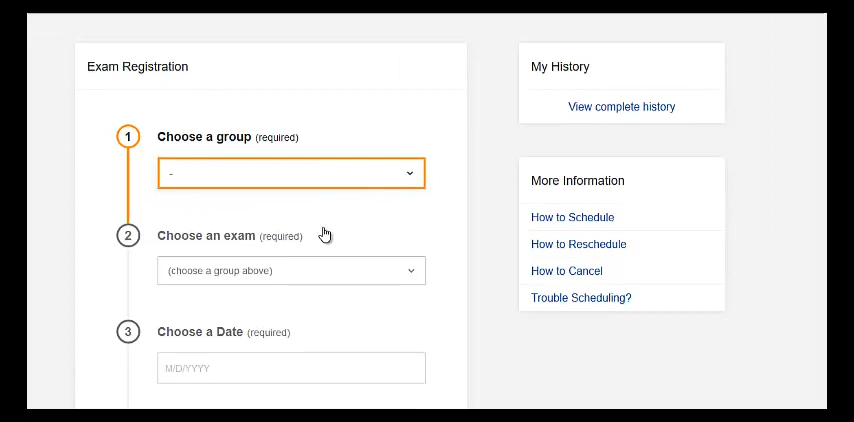 Exam Registration
1
Choose a group (required)
-
2
Choose an exam (required)
(choose a group above)
3
Choose a Date (required)
M/D/YYYY
My History
View complete history
More Information
How to Schedule
How to Reschedule
How to Cancel
Trouble Scheduling?